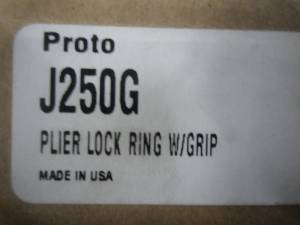 Proto
J250G
PLIER LOCK RING W/GRIP
MADE IN USA